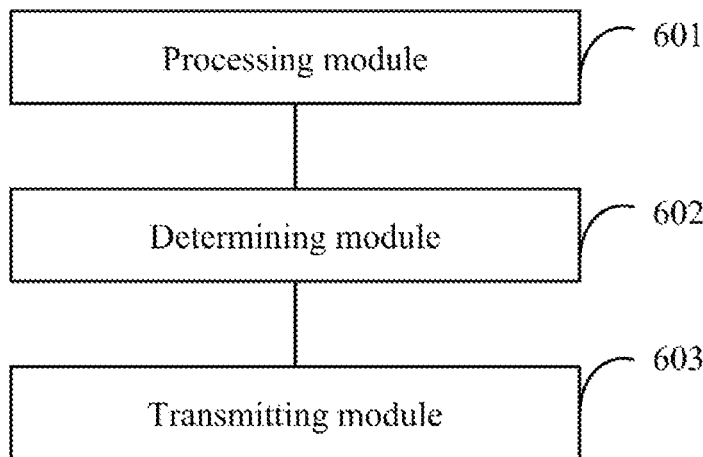 Processing module
601
Determining module
602
Transmitting module
603